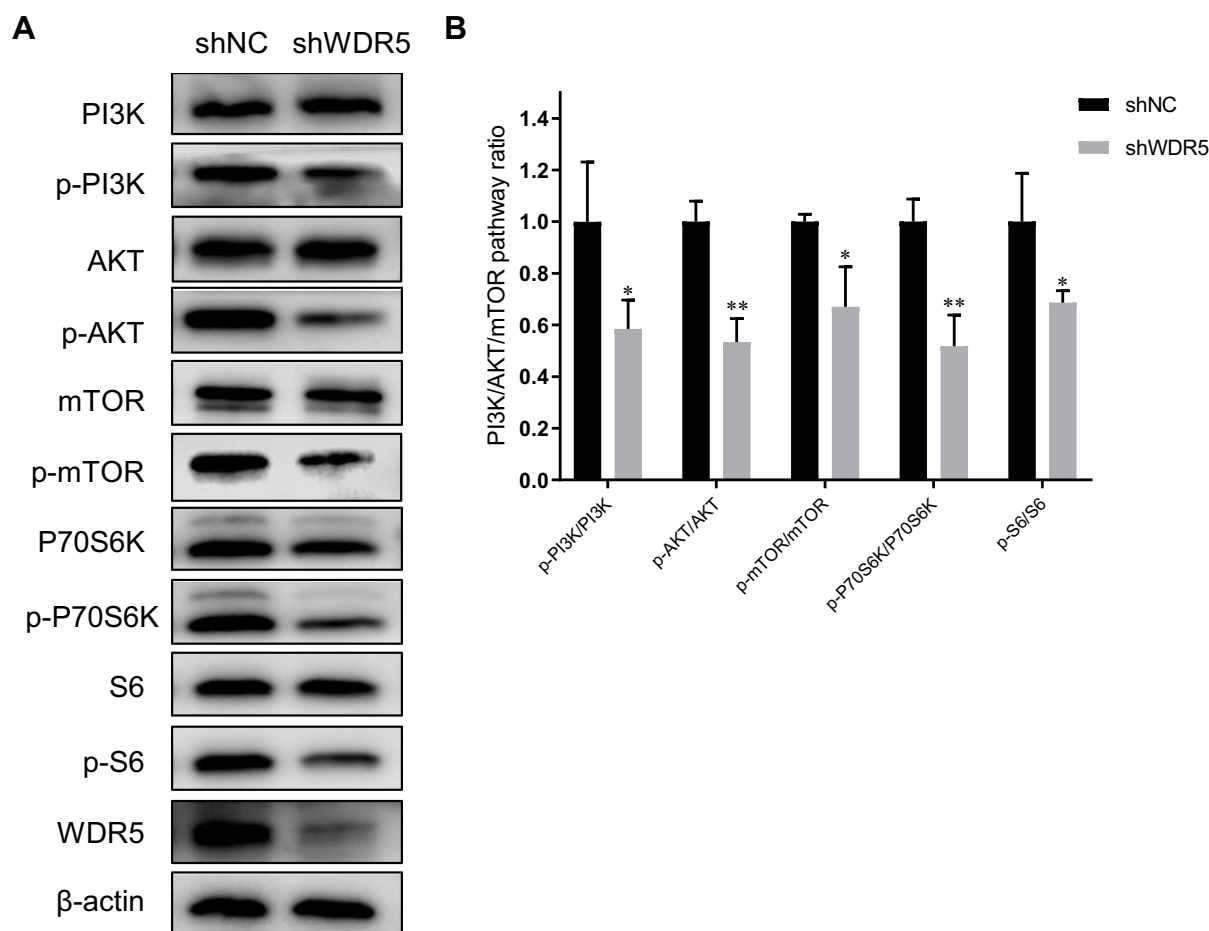 A
shNC shWDR5
PI3K
p-PI3K
AKT
p-AKT
mTOR
p-mTOR
P70S6K
p-P70S6K
S6
p-S6
WDR5
β-actin
B
shNC
shWDR5
PI3K/AKT/mTOR pathway ratio
1.4
1.2
1.0
0.8
0.6
0.4
0.2
0.0
*
**
*
**
*
p-PI3K/PI3K
p-AKT/AKT
p-mTOR/mTOR
p-P70S6K/P70S6K
p-S6/S6